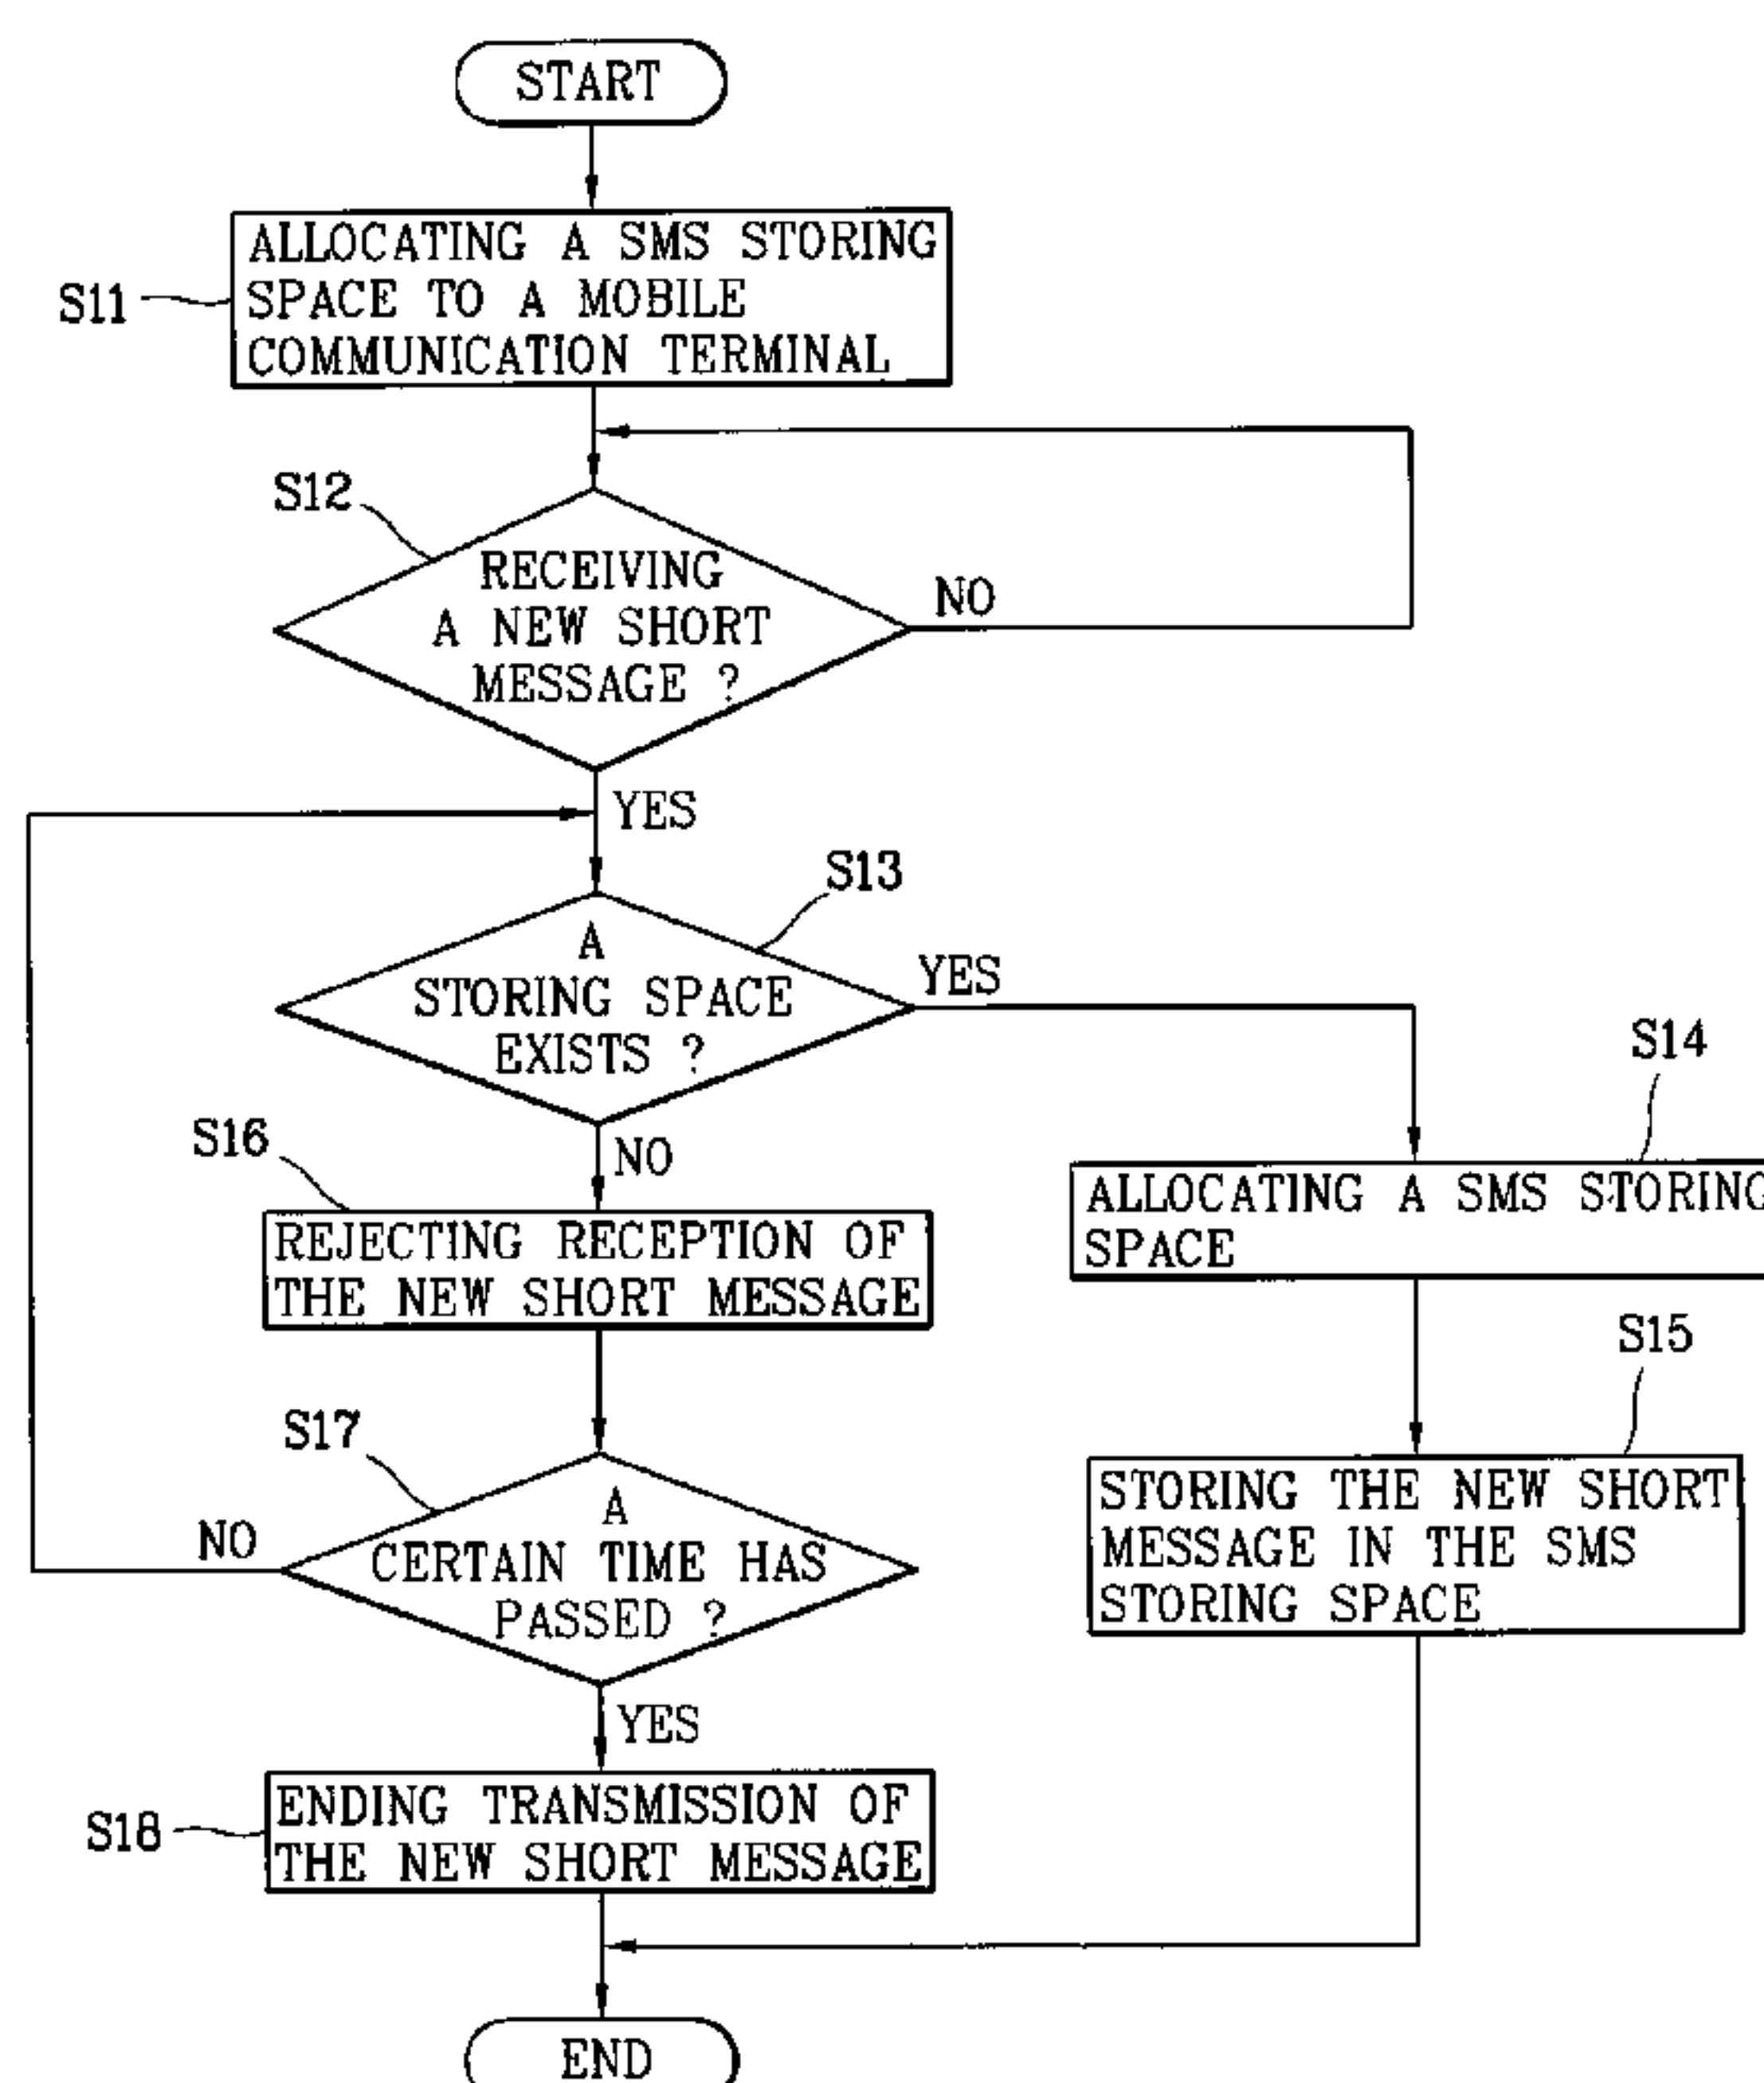 START
S11
ALLOCATING A SMS STORING
SPACE TO A MOBILE
COMMUNICATION TERMINAL
S12
RECEIVING
A NEW SHORT
MESSAGE ?
NO
YES
S13
A
STORING SPACE
EXISTS ?
YES
NO
S14
ALLOCATING A SMS STORING
SPACE
S15
STORING THE NEW SHORT
MESSAGE IN THE SMS
STORING SPACE
S16
REJECTING RECEPTION OF
THE NEW SHORT MESSAGE
S17
A
CERTAIN TIME HAS
PASSED ?
NO
YES
S18
ENDING TRANSMISSION OF
THE NEW SHORT MESSAGE
END